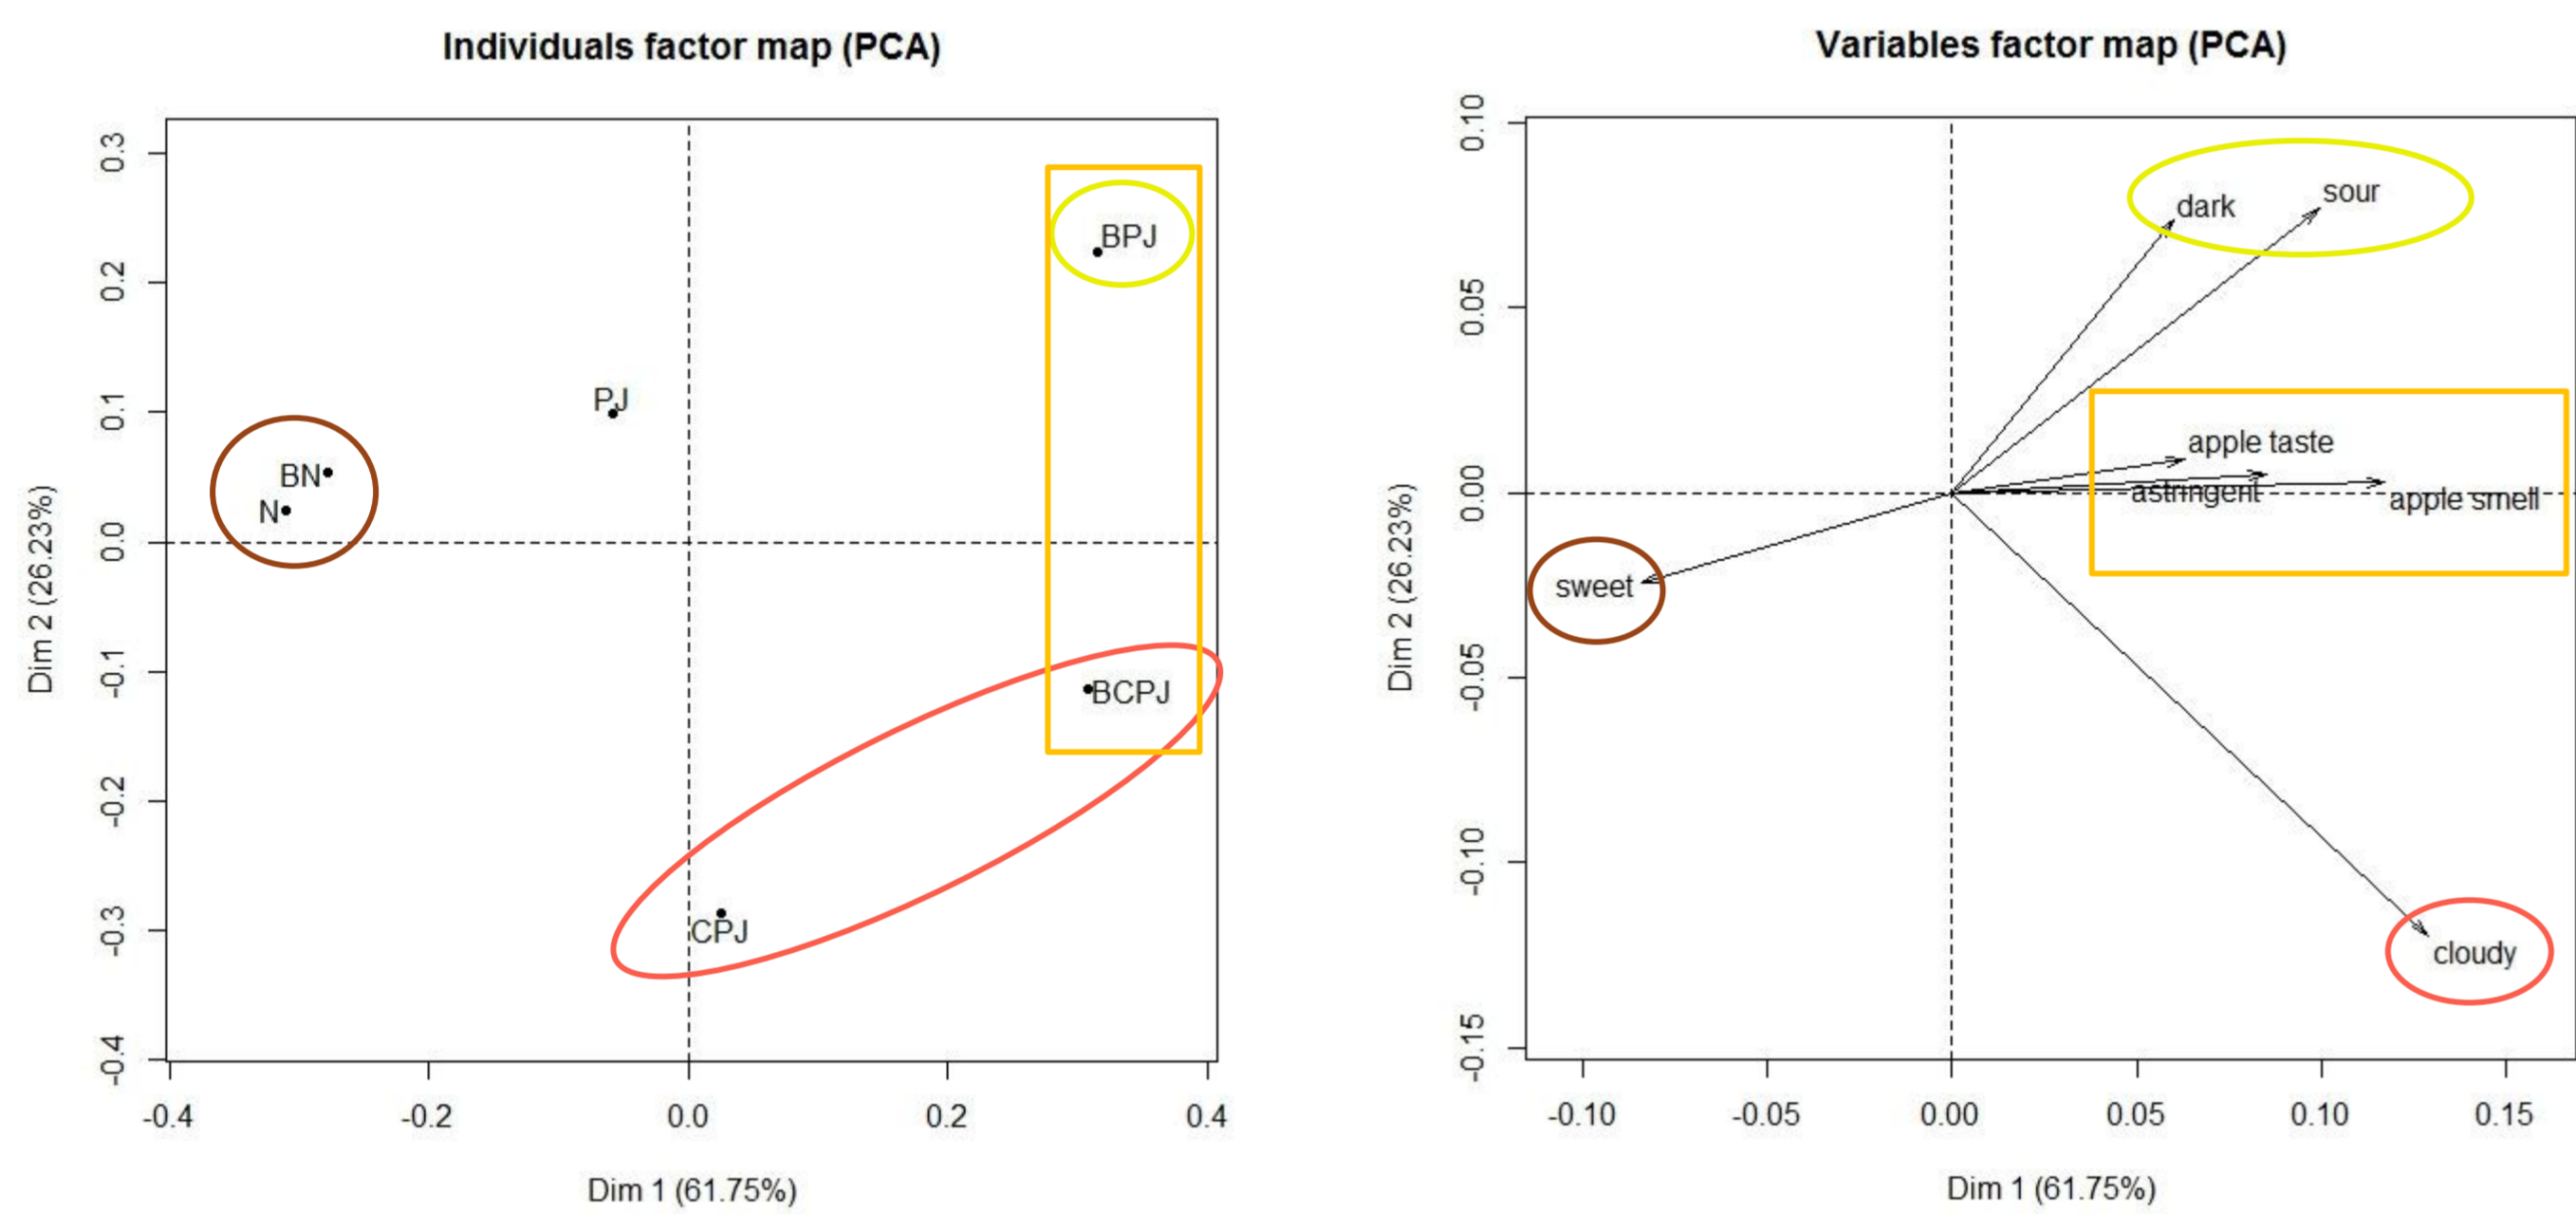 Individuals factor map (PCA)
0.3
0.2
0.1
0.0
-0.1
-0.2
-0.3
-0.4
Dim 2 (26.23%)
BPJ
PJ
BN
N
BCPJ
CPJ
-0.4
-0.2
0.0
0.2
0.4
Dim 1 (61.75%)
Variables factor map (PCA)
0.10
0.05
0.00
-0.05
-0.10
-0.15
Dim 2 (26.23%)
sour
dark
apple taste
astringent
apple smell
sweet
cloudy
-0.10
-0.05
0.00
0.05
0.10
0.15
Dim 1 (61.75%)